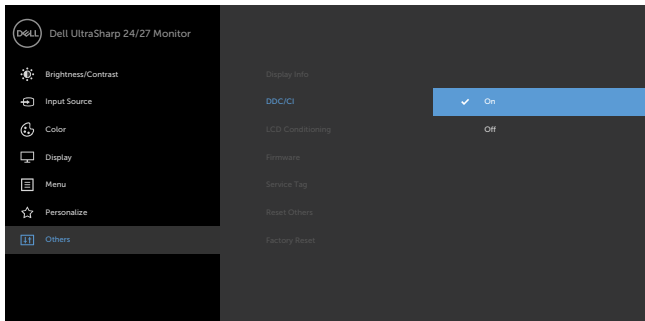 DELL
Dell UltraSharp 24/27 Monitor
Brightness/Contrast
Input Source
Color
Display
Menu
Personalize
Others
Display Info
DDC/CI
LCD Conditioning
Firmware
Service Tag
Reset Others
Factory Reset
On
Off